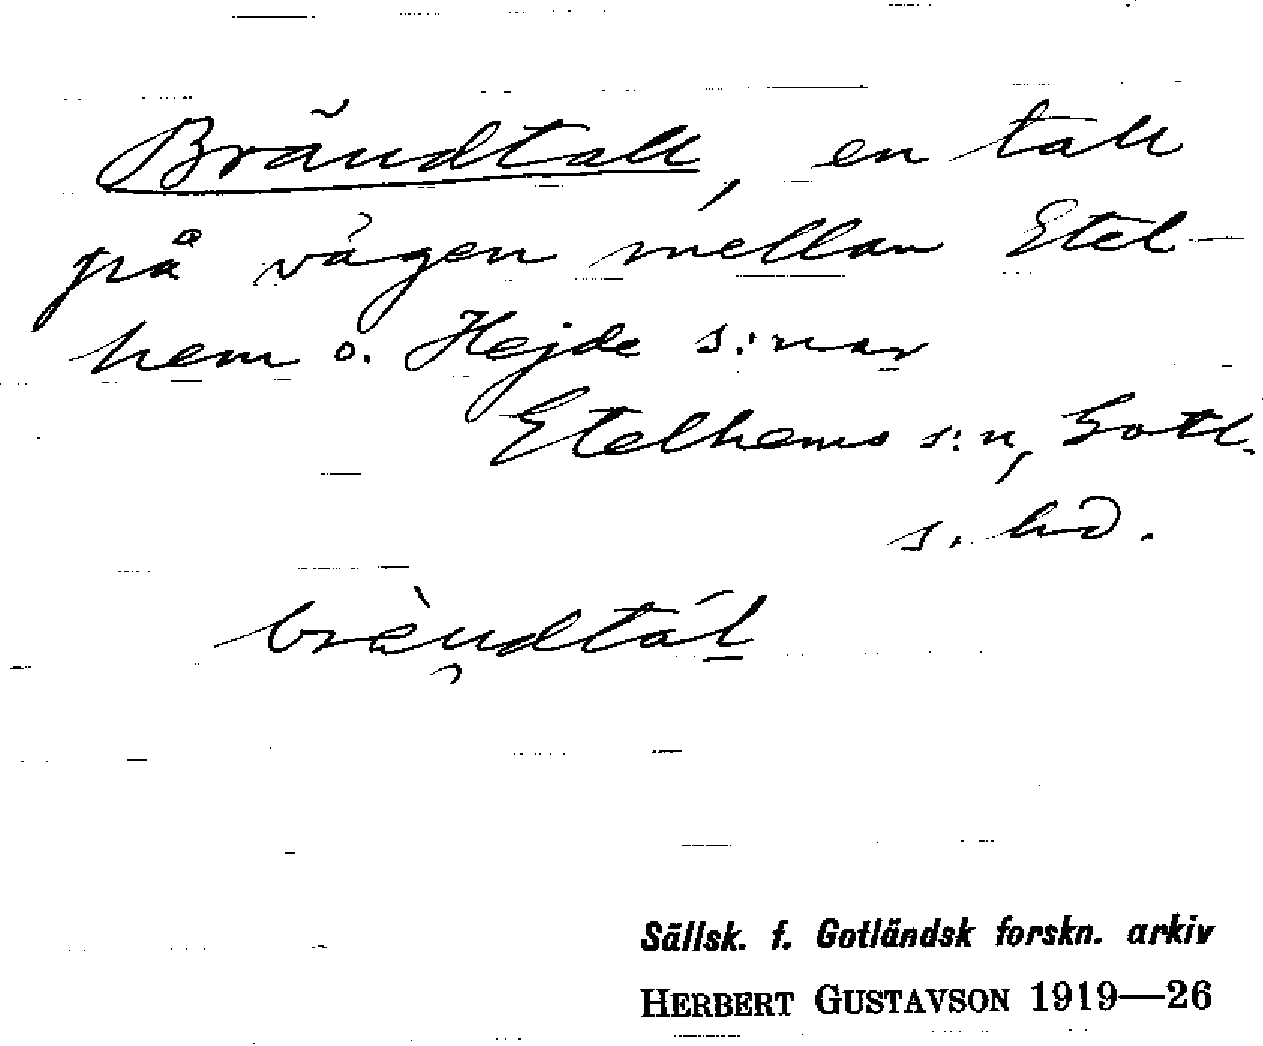 Brändtall, en tall
på vägen mellan Etel-
hem o. Hejde s:nar
Etelhems s:n, Gotl.
s. hd.
brèndtál
Sällsk. f. Gotländsk forskn. arkiv
HERBERT GUSTAVSON 1919—26